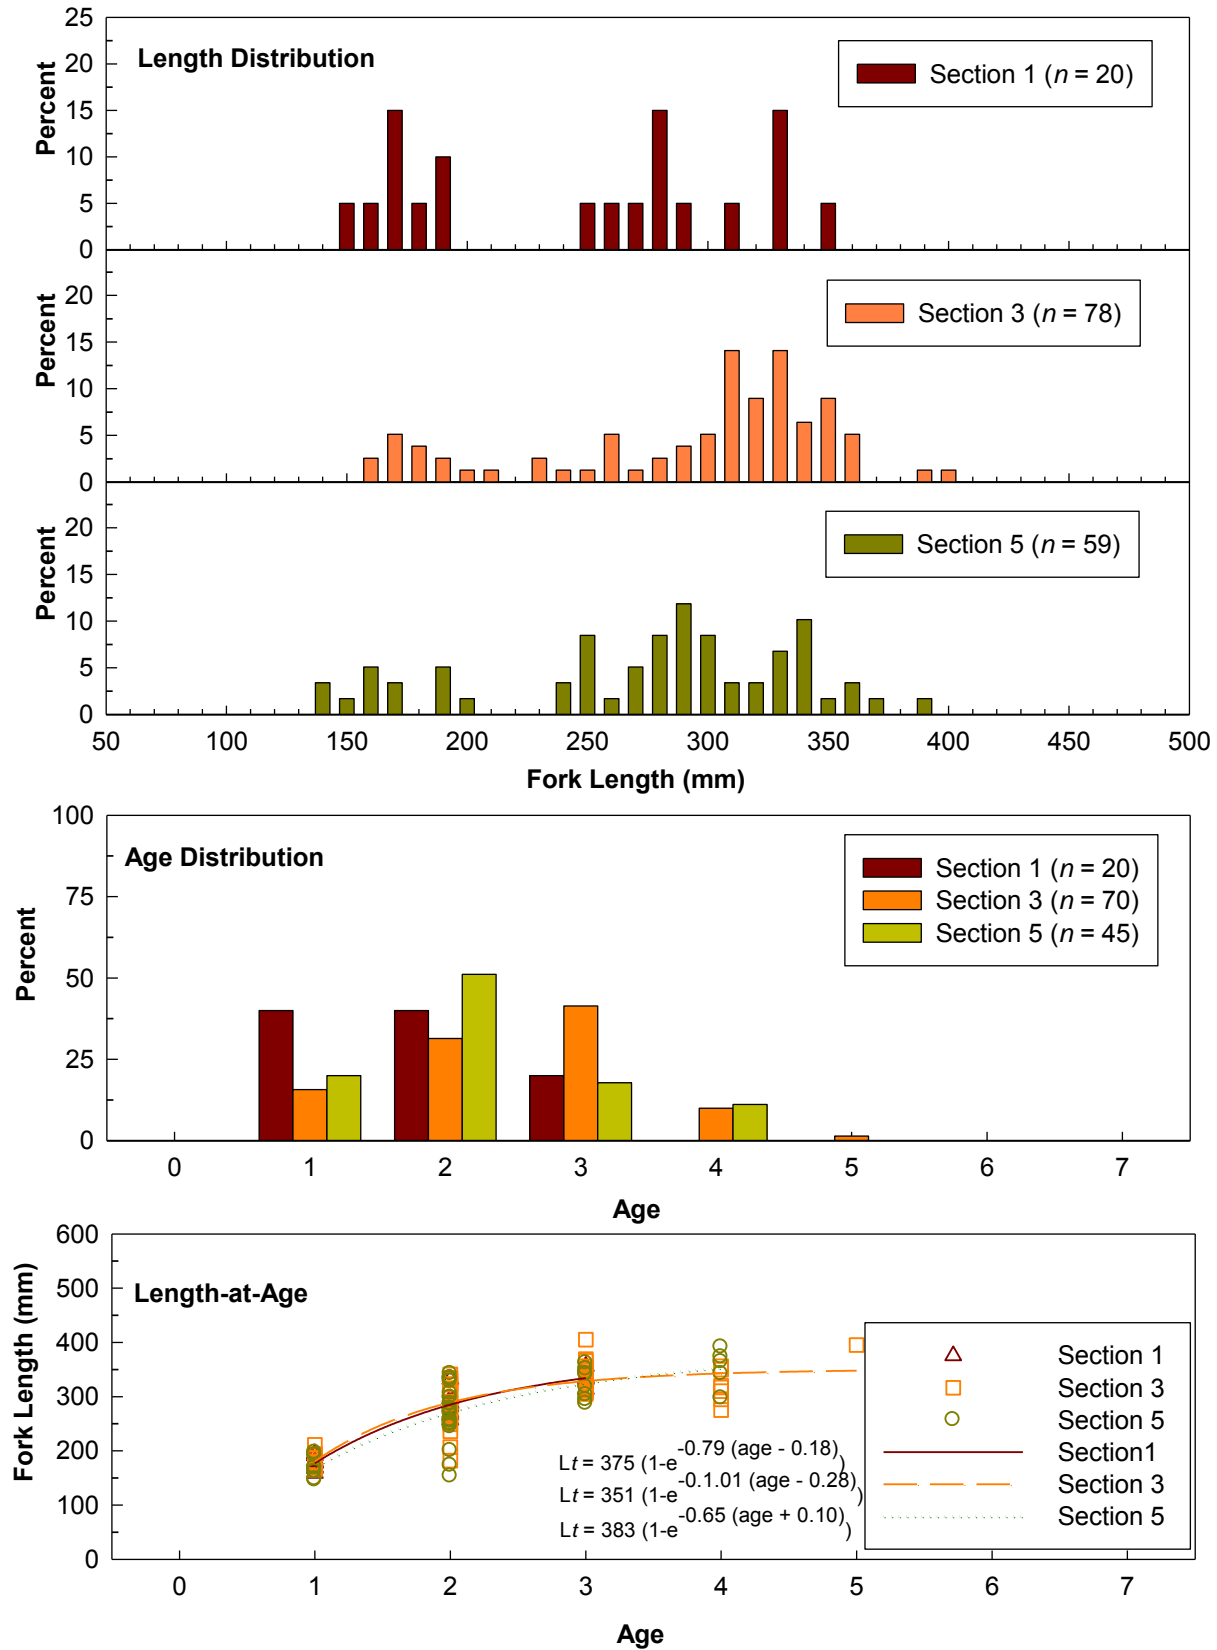 25
20
15
10
5
0
Percent
Length Distribution
Section 1 (n = 20)
20
15
10
5
0
Percent
Section 3 (n = 78)
20
15
10
5
0
Percent
Section 5 (n = 59)
50 100 150 200 250 300 350 400 450 500
Fork Length (mm)
100
75
50
25
0
Percent
Age Distribution
Section 1 (n = 20)
Section 3 (n = 70)
Section 5 (n = 45)
0 1 2 3 4 5 6 7
Age
600
500
400
300
200
100
0
Fork Length (mm)
Length-at-Age
Lt = 375 (1-e-0.79 (age - 0.18))
Lt = 351 (1-e-0.1.01 (age - 0.28))
Lt = 383 (1-e-0.65 (age + 0.10))
Section 1
Section 3
Section 5
Section1
Section 3
Section 5
0 1 2 3 4 5 6 7
Age